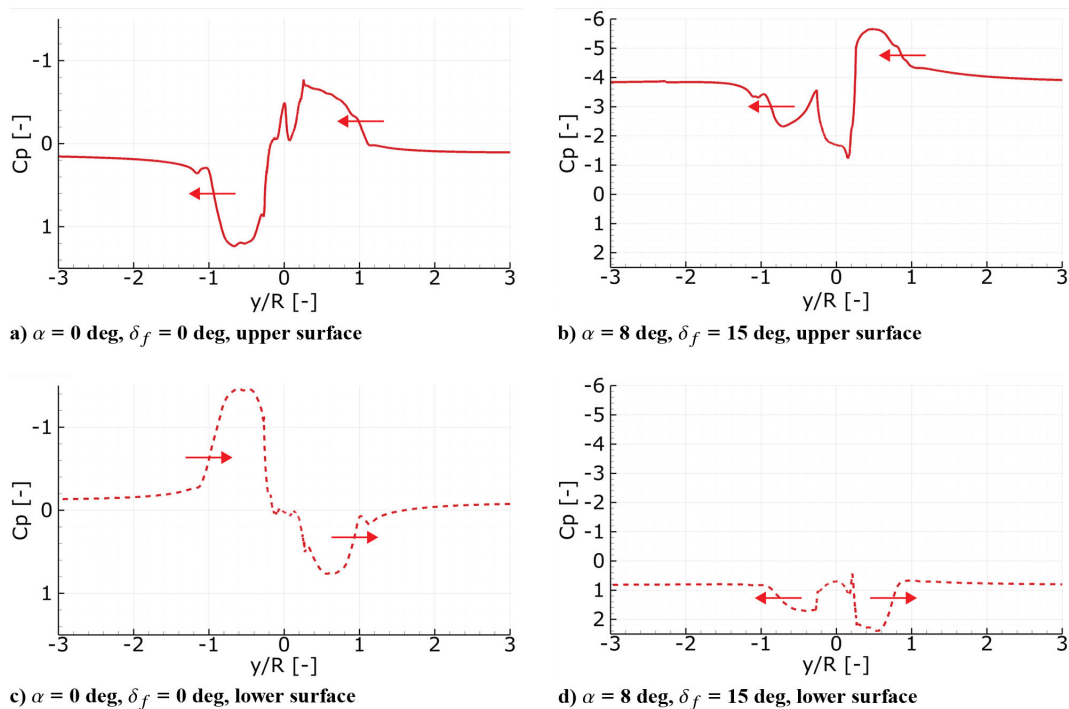 -1
0
1
Cp [-]
-3 -2 -1 0 1 2 3
y/R [-]
a) α = 0 deg, δf = 0 deg, upper surface
-6
-5
-4
-3
-2
-1
0
1
2
Cp [-]
-3 -2 -1 0 1 2 3
y/R [-]
b) α = 8 deg, δf = 15 deg, upper surface
-1
0
1
Cp [-]
-3 -2 -1 0 1 2 3
y/R [-]
c) α = 0 deg, δf = 0 deg, lower surface
-6
-5
-4
-3
-2
-1
0
1
2
Cp [-]
-3 -2 -1 0 1 2 3
y/R [-]
d) α = 8 deg, δf = 15 deg, lower surface